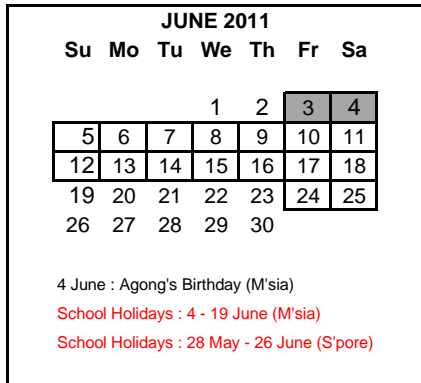 JUNE 2011
Su Mo Tu We Th Fr Sa
1 2 3 4
5 6 7 8 9 10 11
12 13 14 15 16 17 18
19 20 21 22 23 24 25
26 27 28 29 30
4 June : Agong's Birthday (M'sia)
School Holidays : 4 - 19 June (M'sia)
School Holidays : 28 May - 26 June (S'pore)